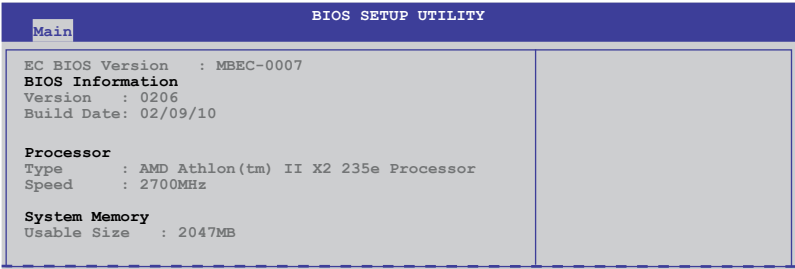 BIOS SETUP UTILITY
Main
EC BIOS Version : MBEC-0007
BIOS Information
Version : 0206
Build Date: 02/09/10
Processor
Type : AMD Athlon(tm) II X2 235e Processor
Speed : 2700MHz
System Memory
Usable Size : 2047MB